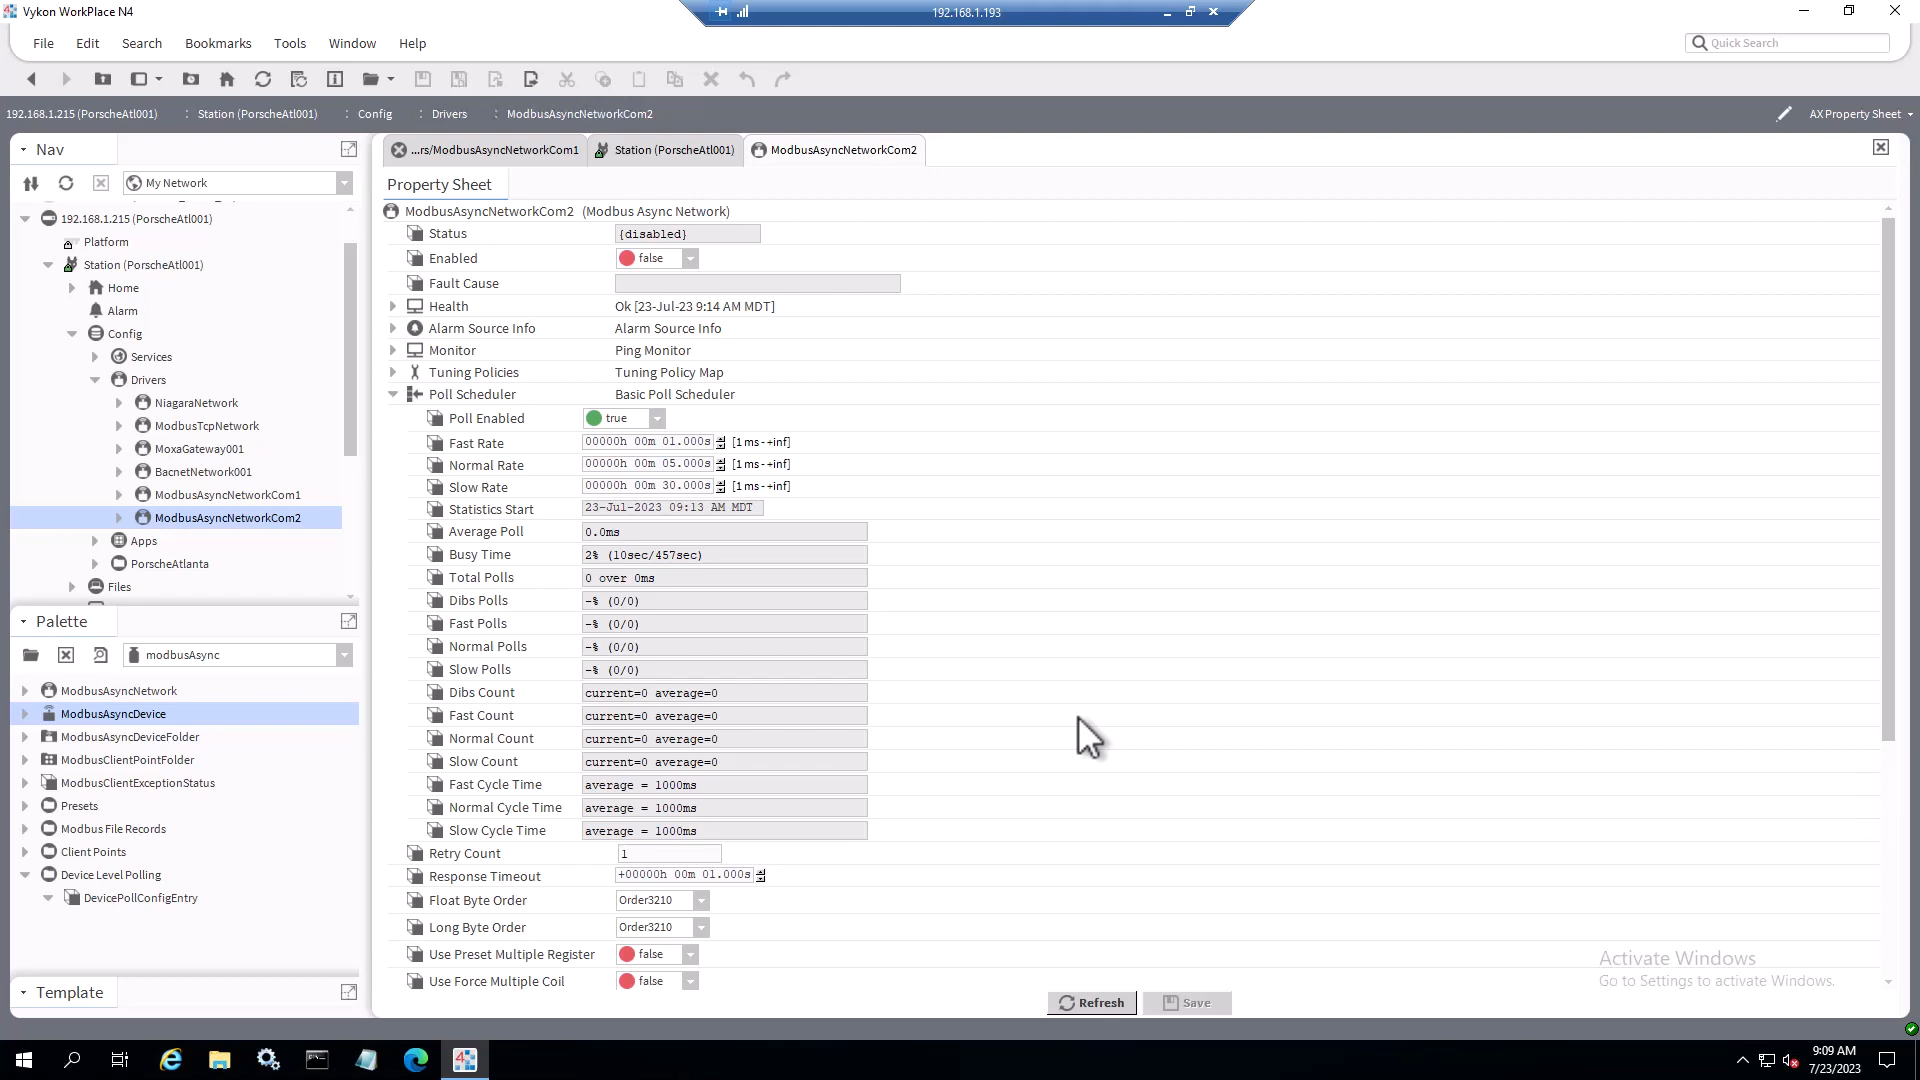 Vykon WorkPlace N4
192.168.1.193
File Edit Search Bookmarks Tools Window Help
Quick Search
192.168.1.215 (PorscheAtl001) : Station (PorscheAtl001) : Config : Drivers : ModbusAsyncNetworkCom2
AX Property Sheet
Nav
My Network
192.168.1.215 (PorscheAtl001)
Platform
Station (PorscheAtl001)
Home
Alarm
Config
Services
Drivers
NiagaraNetwork
ModbusTcpNetwork
MoxaGateway001
BacnetNetwork001
ModbusAsyncNetworkCom1
ModbusAsyncNetworkCom2
Apps
PorscheAtlanta
Files
Palette
modbusAsync
ModbusAsyncNetwork
ModbusAsyncDevice
ModbusAsyncDeviceFolder
ModbusClientPointFolder
ModbusClientExceptionStatus
Presets
Modbus File Records
Client Points
Device Level Polling
DevicePollConfigEntry
Template
...rs/ModbusAsyncNetworkCom1 Station (PorscheAtl001) ModbusAsyncNetworkCom2
Property Sheet
ModbusAsyncNetworkCom2 (Modbus Async Network)
Status {disabled}
Enabled false
Fault Cause
Health Ok [23-Jul-23 9:14 AM MDT]
Alarm Source Info Alarm Source Info
Monitor Ping Monitor
Tuning Policies Tuning Policy Map
Poll Scheduler Basic Poll Scheduler
Poll Enabled true
Fast Rate 00000h 00m 01.000s [1ms-+inf]
Normal Rate 00000h 00m 05.000s [1ms-+inf]
Slow Rate 00000h 00m 30.000s [1ms-+inf]
Statistics Start 23-Jul-2023 09:13 AM MDT
Average Poll 0.0ms
Busy Time 2% (10sec/457sec)
Total Polls 0 over 0ms
Dibs Polls -% (0/0)
Fast Polls -% (0/0)
Normal Polls -% (0/0)
Slow Polls -% (0/0)
Dibs Count current=0 average=0
Fast Count current=0 average=0
Normal Count current=0 average=0
Slow Count current=0 average=0
Fast Cycle Time average = 1000ms
Normal Cycle Time average = 1000ms
Slow Cycle Time average = 1000ms
Retry Count 1
Response Timeout +00000h 00m 01.000s
Float Byte Order Order3210
Long Byte Order Order3210
Use Preset Multiple Register false
Use Force Multiple Coil false
Refresh Save
Activate Windows
Go to Settings to activate Windows.
9:09 AM
7/23/2023